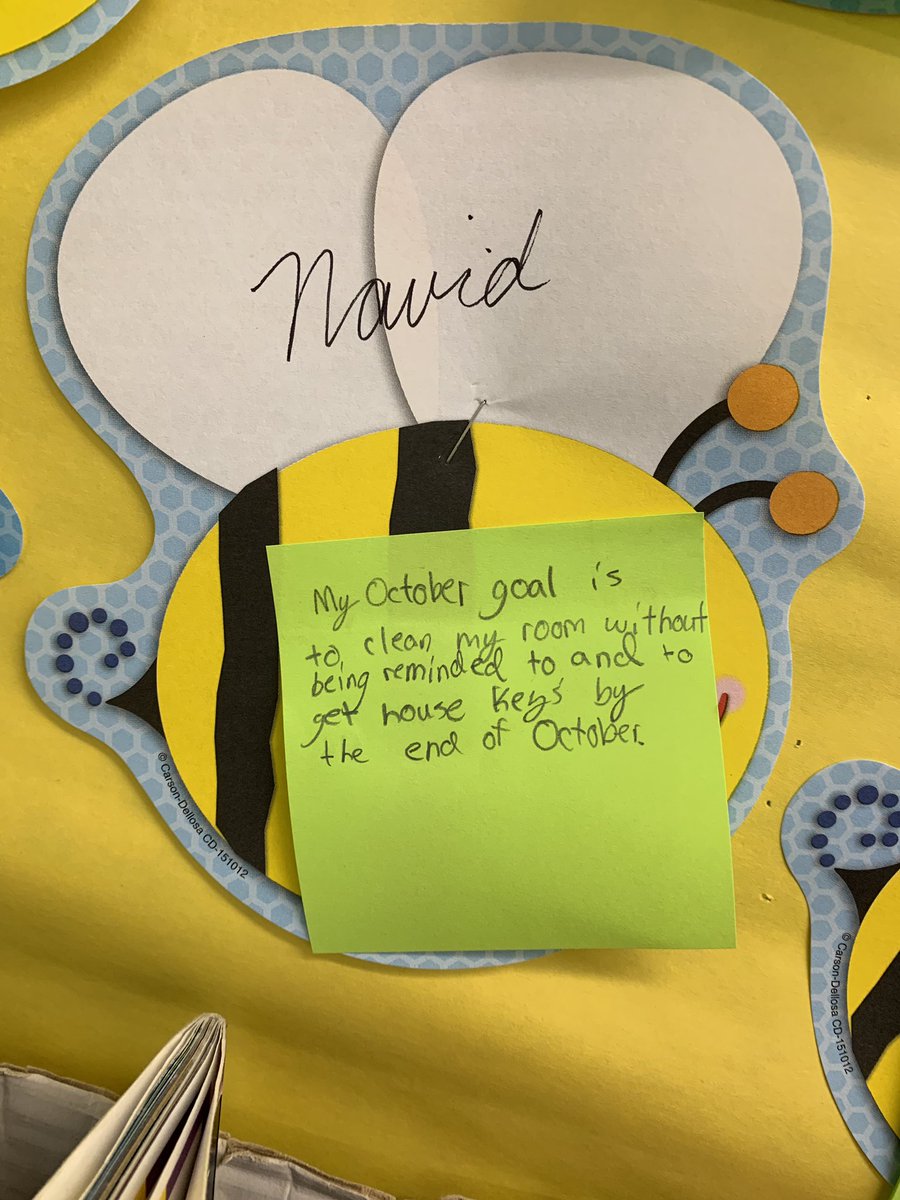 Navid
My October goal is
to clean my room without
being reminded to and to
get house keys by
the end of October.
© Carson-Dellosa CD-151012
© Carson-Dellosa CD-151012